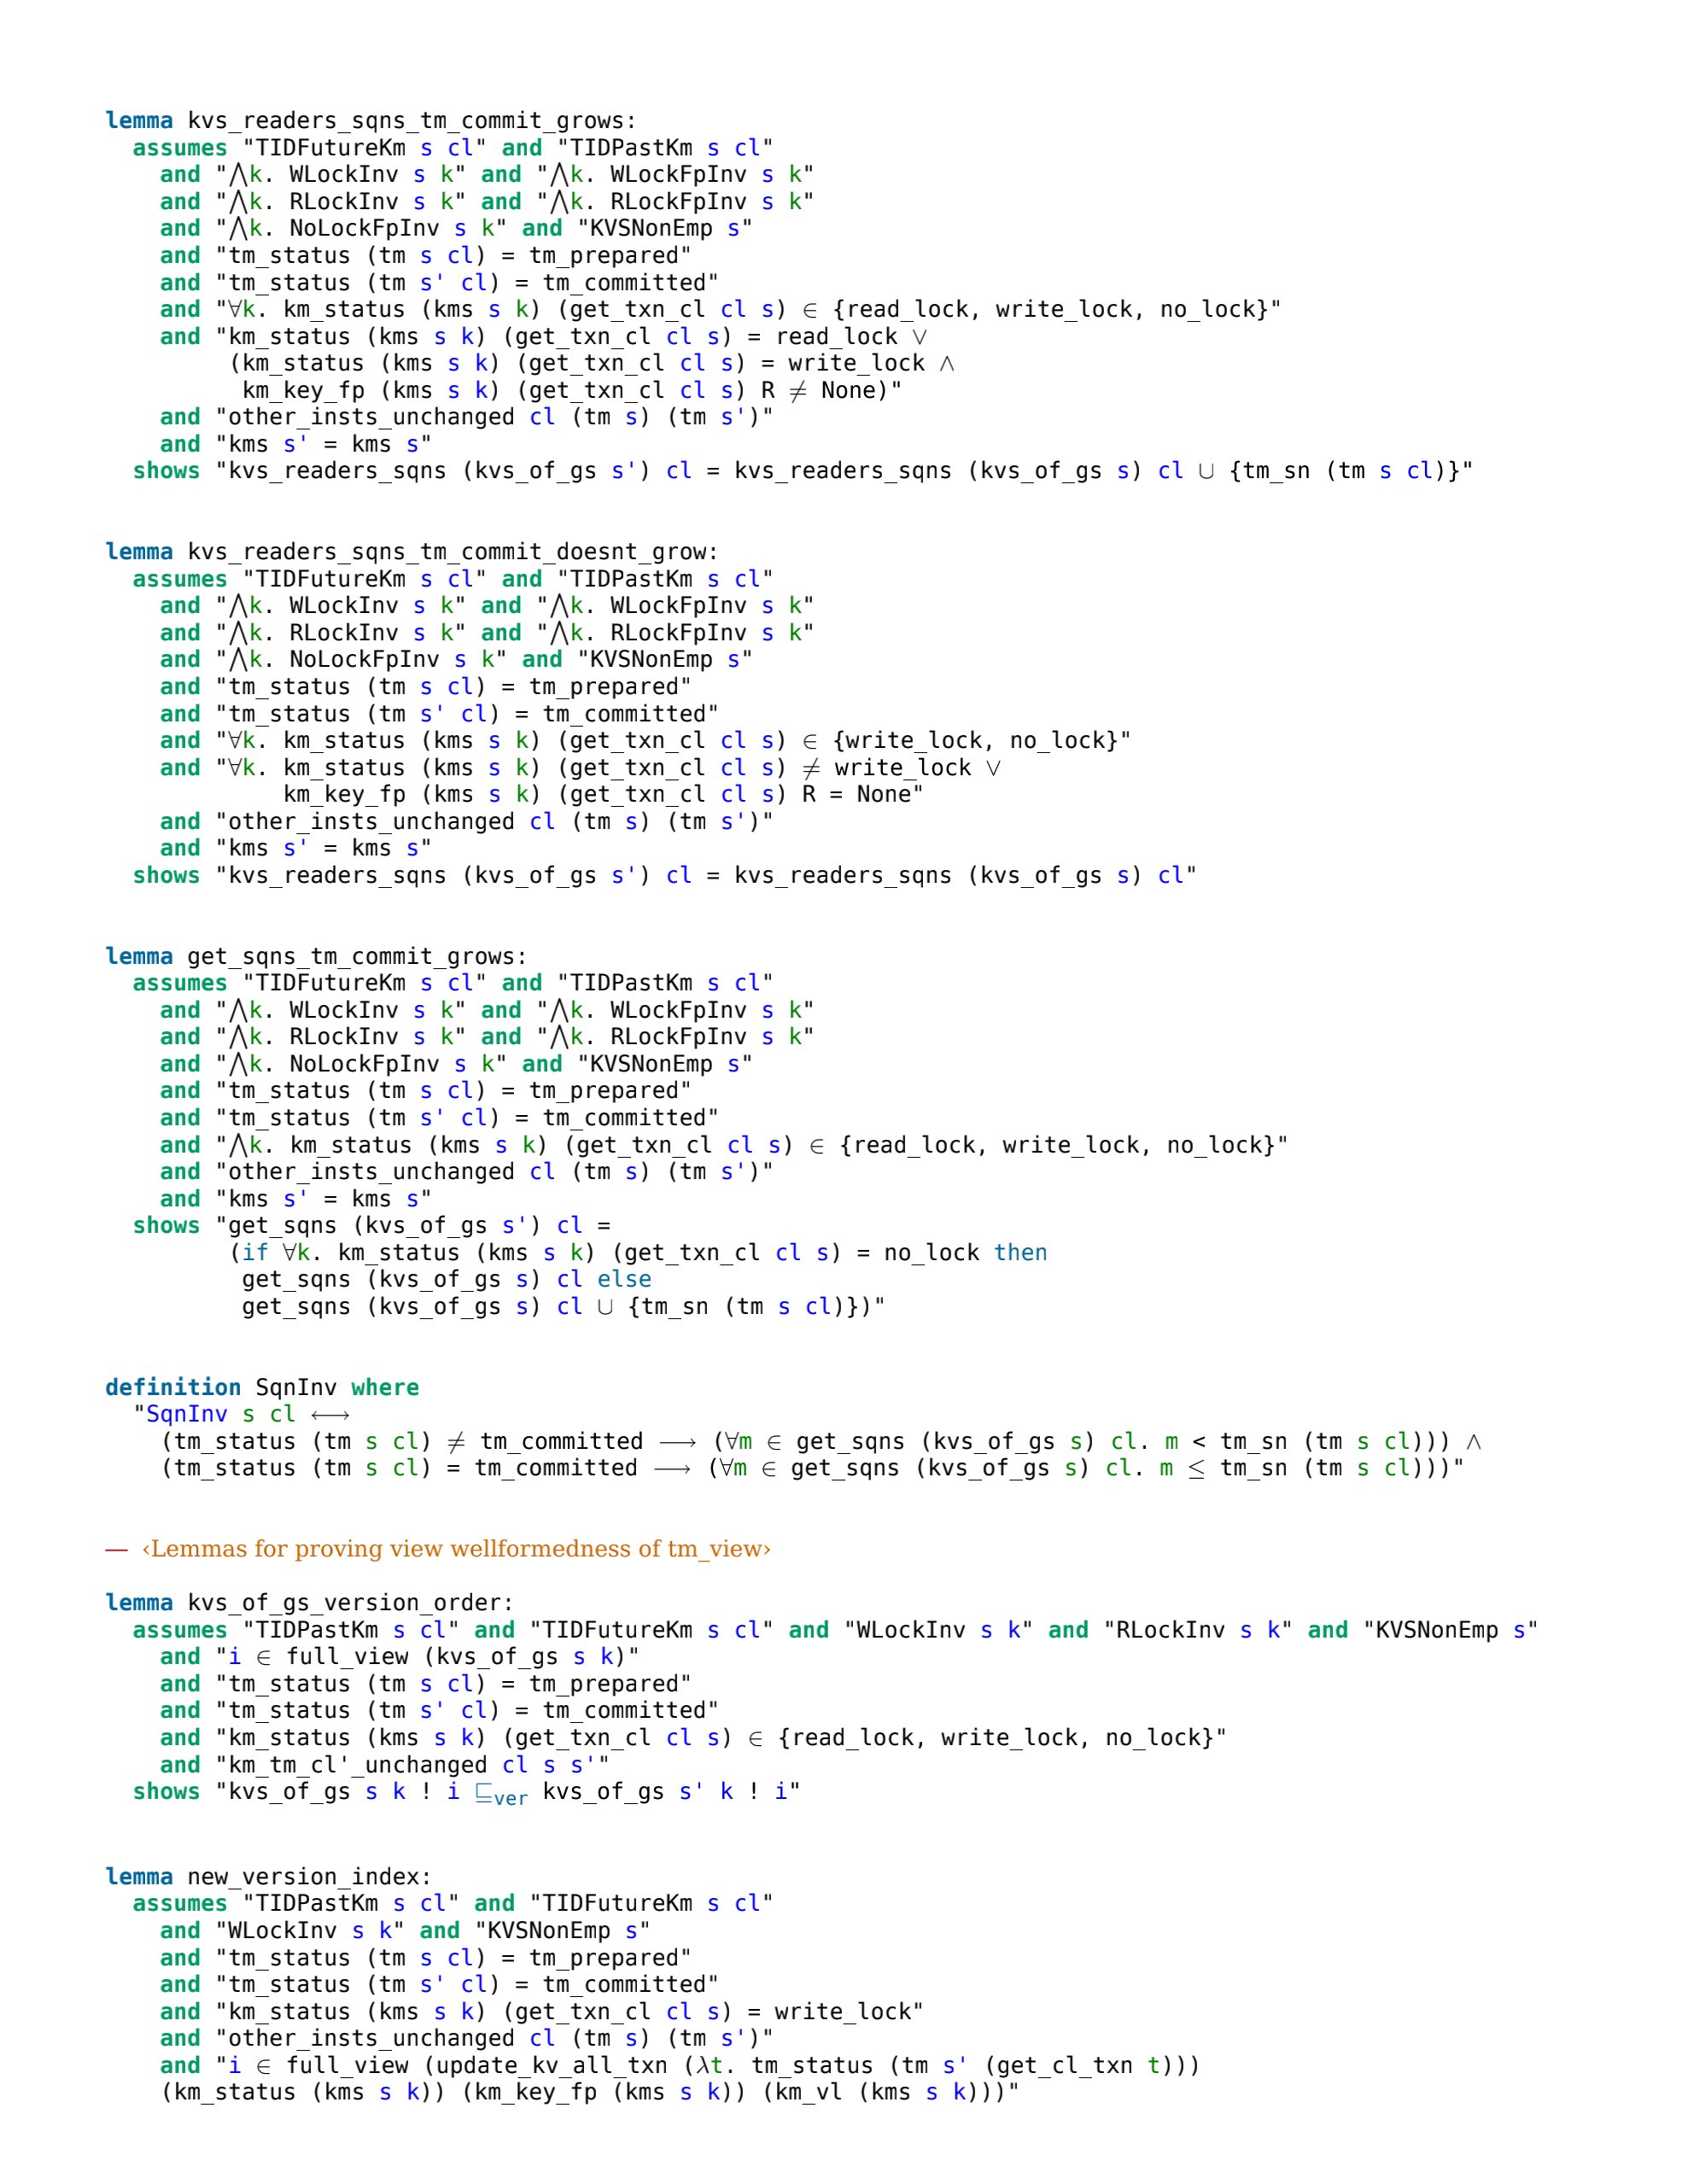 lemma kvs_readers_sqns_tm_commit_grows:
  assumes "TIDFutureKm s cl" and "TIDPastKm s cl"
    and "⋀k. WLockInv s k" and "⋀k. WLockFpInv s k"
    and "⋀k. RLockInv s k" and "⋀k. RLockFpInv s k"
    and "⋀k. NoLockFpInv s k" and "KVSNonEmp s"
    and "tm_status (tm s cl) = tm_prepared"
    and "tm_status (tm s' cl) = tm_committed"
    and "∀k. km_status (kms s k) (get_txn_cl cl s) ∈ {read_lock, write_lock, no_lock}"
    and "km_status (kms s k) (get_txn_cl cl s) = read_lock ∨
         (km_status (kms s k) (get_txn_cl cl s) = write_lock ∧
          km_key_fp (kms s k) (get_txn_cl cl s) R ≠ None)"
    and "other_insts_unchanged cl (tm s) (tm s')"
    and "kms s' = kms s"
  shows "kvs_readers_sqns (kvs_of_gs s') cl = kvs_readers_sqns (kvs_of_gs s) cl ∪ {tm_sn (tm s cl)}"
lemma kvs_readers_sqns_tm_commit_doesnt_grow:
  assumes "TIDFutureKm s cl" and "TIDPastKm s cl"
    and "⋀k. WLockInv s k" and "⋀k. WLockFpInv s k"
    and "⋀k. RLockInv s k" and "⋀k. RLockFpInv s k"
    and "⋀k. NoLockFpInv s k" and "KVSNonEmp s"
    and "tm_status (tm s cl) = tm_prepared"
    and "tm_status (tm s' cl) = tm_committed"
    and "∀k. km_status (kms s k) (get_txn_cl cl s) ∈ {write_lock, no_lock}"
    and "∀k. km_status (kms s k) (get_txn_cl cl s) ≠ write_lock ∨
             km_key_fp (kms s k) (get_txn_cl cl s) R = None"
    and "other_insts_unchanged cl (tm s) (tm s')"
    and "kms s' = kms s"
  shows "kvs_readers_sqns (kvs_of_gs s') cl = kvs_readers_sqns (kvs_of_gs s) cl"
lemma get_sqns_tm_commit_grows:
  assumes "TIDFutureKm s cl" and "TIDPastKm s cl"
    and "⋀k. WLockInv s k" and "⋀k. WLockFpInv s k"
    and "⋀k. RLockInv s k" and "⋀k. RLockFpInv s k"
    and "⋀k. NoLockFpInv s k" and "KVSNonEmp s"
    and "tm_status (tm s cl) = tm_prepared"
    and "tm_status (tm s' cl) = tm_committed"
    and "⋀k. km_status (kms s k) (get_txn_cl cl s) ∈ {read_lock, write_lock, no_lock}"
    and "other_insts_unchanged cl (tm s) (tm s')"
    and "kms s' = kms s"
  shows "get_sqns (kvs_of_gs s') cl =
         (if ∀k. km_status (kms s k) (get_txn_cl cl s) = no_lock then
          get_sqns (kvs_of_gs s) cl else
          get_sqns (kvs_of_gs s) cl ∪ {tm_sn (tm s cl)})"
definition SqnInv where
  "SqnInv s cl ⟷
    (tm_status (tm s cl) ≠ tm_committed ⟶ (∀m ∈ get_sqns (kvs_of_gs s) cl. m < tm_sn (tm s cl))) ∧
    (tm_status (tm s cl) = tm_committed ⟶ (∀m ∈ get_sqns (kvs_of_gs s) cl. m ≤ tm_sn (tm s cl)))"
— ‹Lemmas for proving view wellformedness of tm_view›
lemma kvs_of_gs_version_order:
  assumes "TIDPastKm s cl" and "TIDFutureKm s cl" and "WLockInv s k" and "RLockInv s k" and "KVSNonEmp s"
    and "i ∈ full_view (kvs_of_gs s k)"
    and "tm_status (tm s cl) = tm_prepared"
    and "tm_status (tm s' cl) = tm_committed"
    and "km_status (kms s k) (get_txn_cl cl s) ∈ {read_lock, write_lock, no_lock}"
    and "km_tm_cl'_unchanged cl s s'"
  shows "kvs_of_gs s k ! i ⊑ver kvs_of_gs s' k ! i"
lemma new_version_index:
  assumes "TIDPastKm s cl" and "TIDFutureKm s cl"
    and "WLockInv s k" and "KVSNonEmp s"
    and "tm_status (tm s cl) = tm_prepared"
    and "tm_status (tm s' cl) = tm_committed"
    and "km_status (kms s k) (get_txn_cl cl s) = write_lock"
    and "other_insts_unchanged cl (tm s) (tm s')"
    and "i ∈ full_view (update_kv_all_txn (λt. tm_status (tm s' (get_cl_txn t)))
    (km_status (kms s k)) (km_key_fp (kms s k)) (km_vl (kms s k)))"